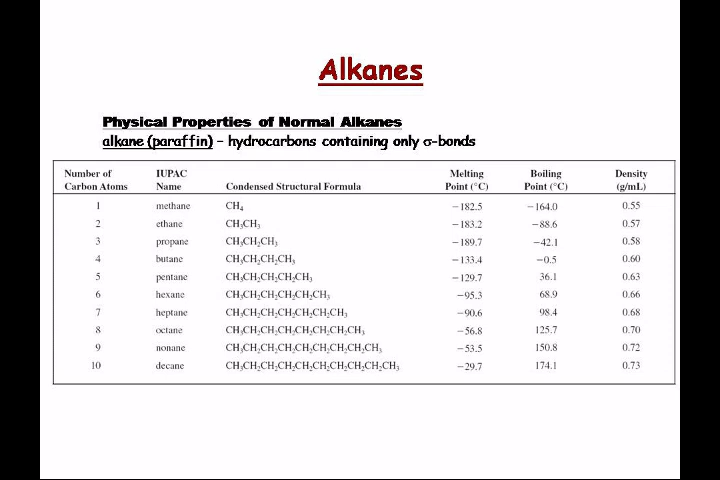 Alkanes
Physical Properties of Normal Alkanes
alkane (paraffin) – hydrocarbons containing only σ-bonds
Number of Carbon Atoms IUPAC Name Condensed Structural Formula Melting Point (°C) Boiling Point (°C) Density (g/mL)
1 methane CH₄ −182.5 −164.0 0.55
2 ethane CH₃CH₃ −183.2 −88.6 0.57
3 propane CH₃CH₂CH₃ −189.7 −42.1 0.58
4 butane CH₃CH₂CH₂CH₃ −133.4 −0.5 0.60
5 pentane CH₃CH₂CH₂CH₂CH₃ −129.7 36.1 0.63
6 hexane CH₃CH₂CH₂CH₂CH₂CH₃ −95.3 68.9 0.66
7 heptane CH₃CH₂CH₂CH₂CH₂CH₂CH₃ −90.6 98.4 0.68
8 octane CH₃CH₂CH₂CH₂CH₂CH₂CH₂CH₃ −56.8 125.7 0.70
9 nonane CH₃CH₂CH₂CH₂CH₂CH₂CH₂CH₂CH₃ −53.5 150.8 0.72
10 decane CH₃CH₂CH₂CH₂CH₂CH₂CH₂CH₂CH₂CH₃ −29.7 174.1 0.73